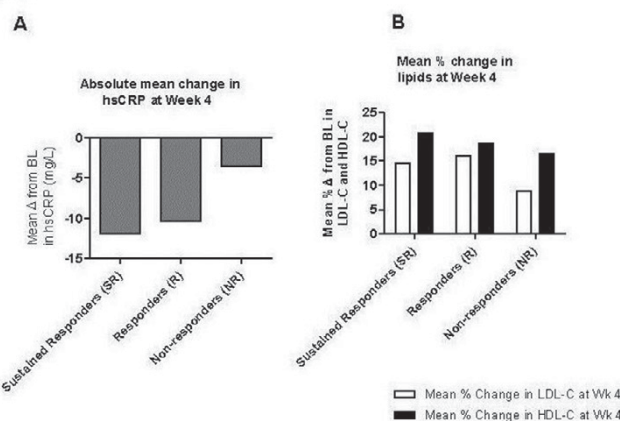 A
Absolute mean change in
hsCRP at Week 4
Mean Δ from BL
in hsCRP (mg/L)
0
-5
-10
-15
Sustained Responders (SR)
Responders (R)
Non-responders (NR)
B
Mean % change in
lipids at Week 4
Mean % Δ from BL in
LDL-C and HDL-C
25
20
15
10
5
0
Sustained Responders (SR)
Responders (R)
Non-responders (NR)
Mean % Change in LDL-C at Wk 4
Mean % Change in HDL-C at Wk 4